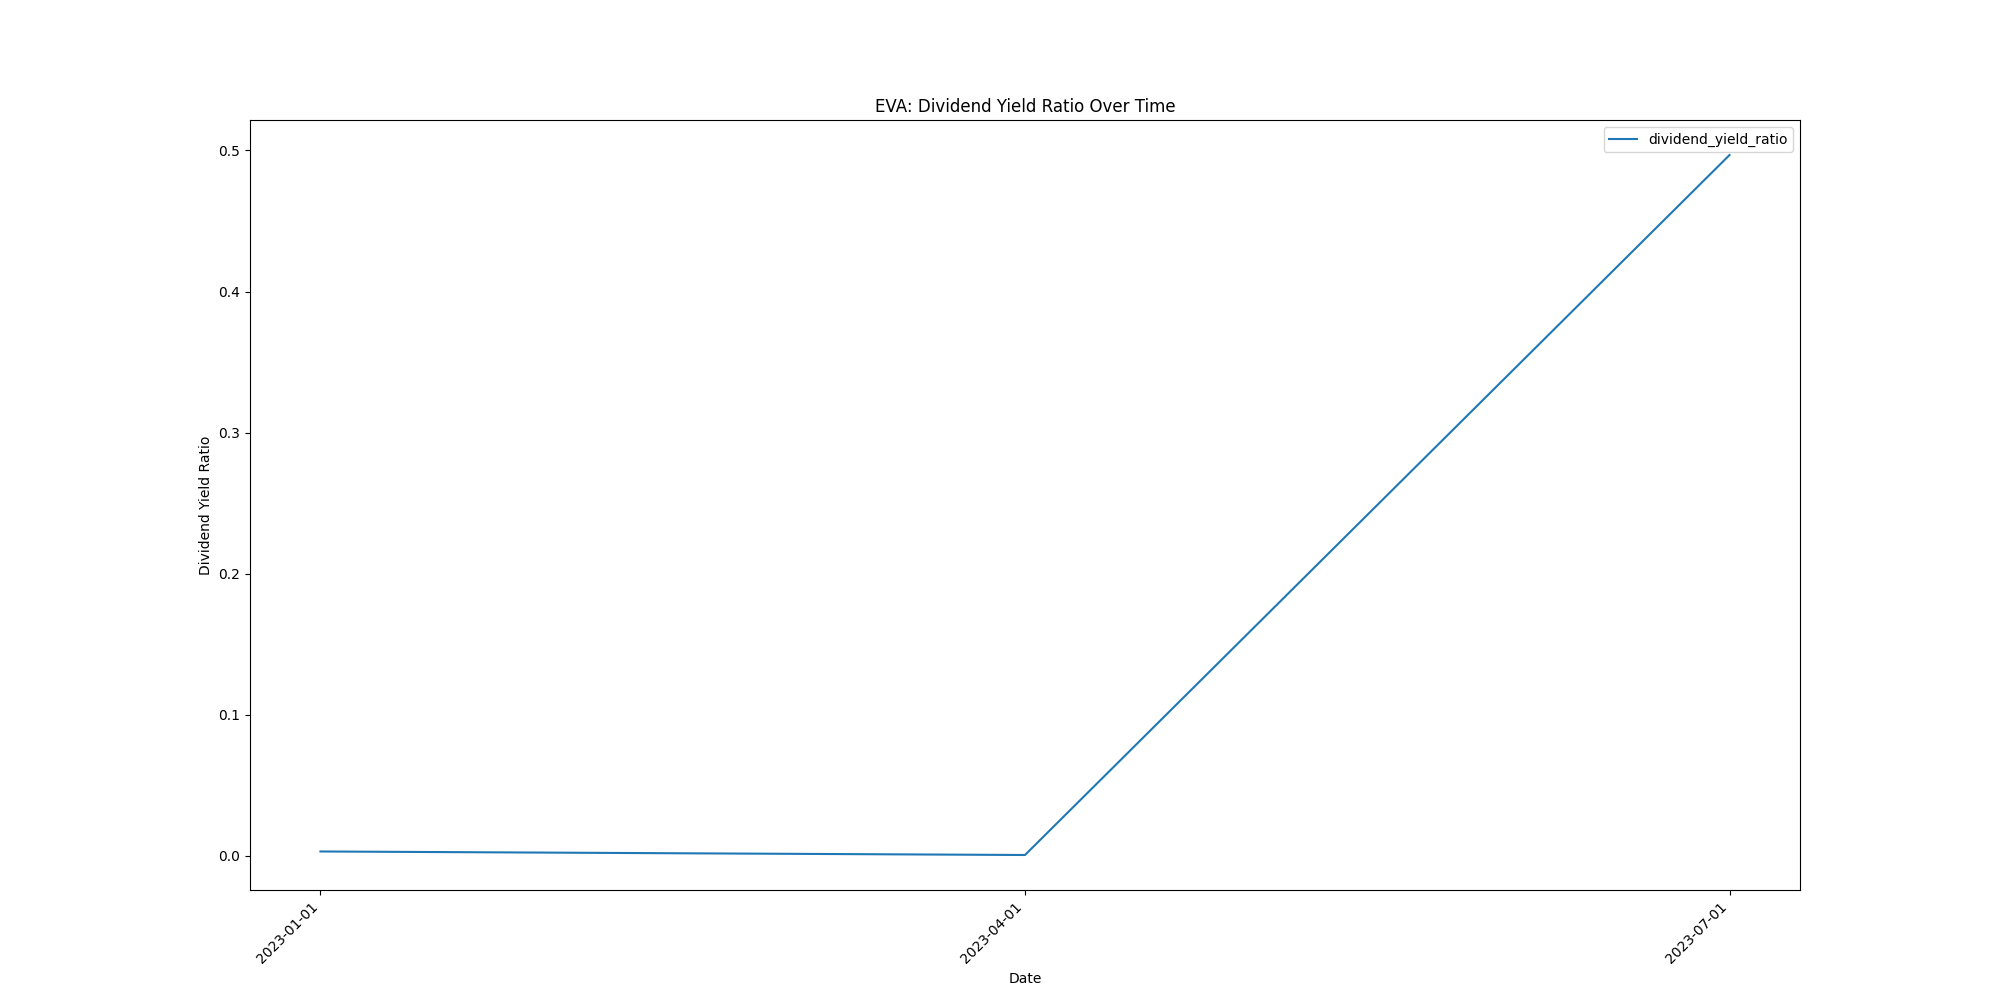 EVA: Dividend Yield Ratio Over Time
dividend_yield_ratio
Dividend Yield Ratio
0.5
0.4
0.3
0.2
0.1
0.0
2023-01-01
2023-04-01
2023-07-01
Date